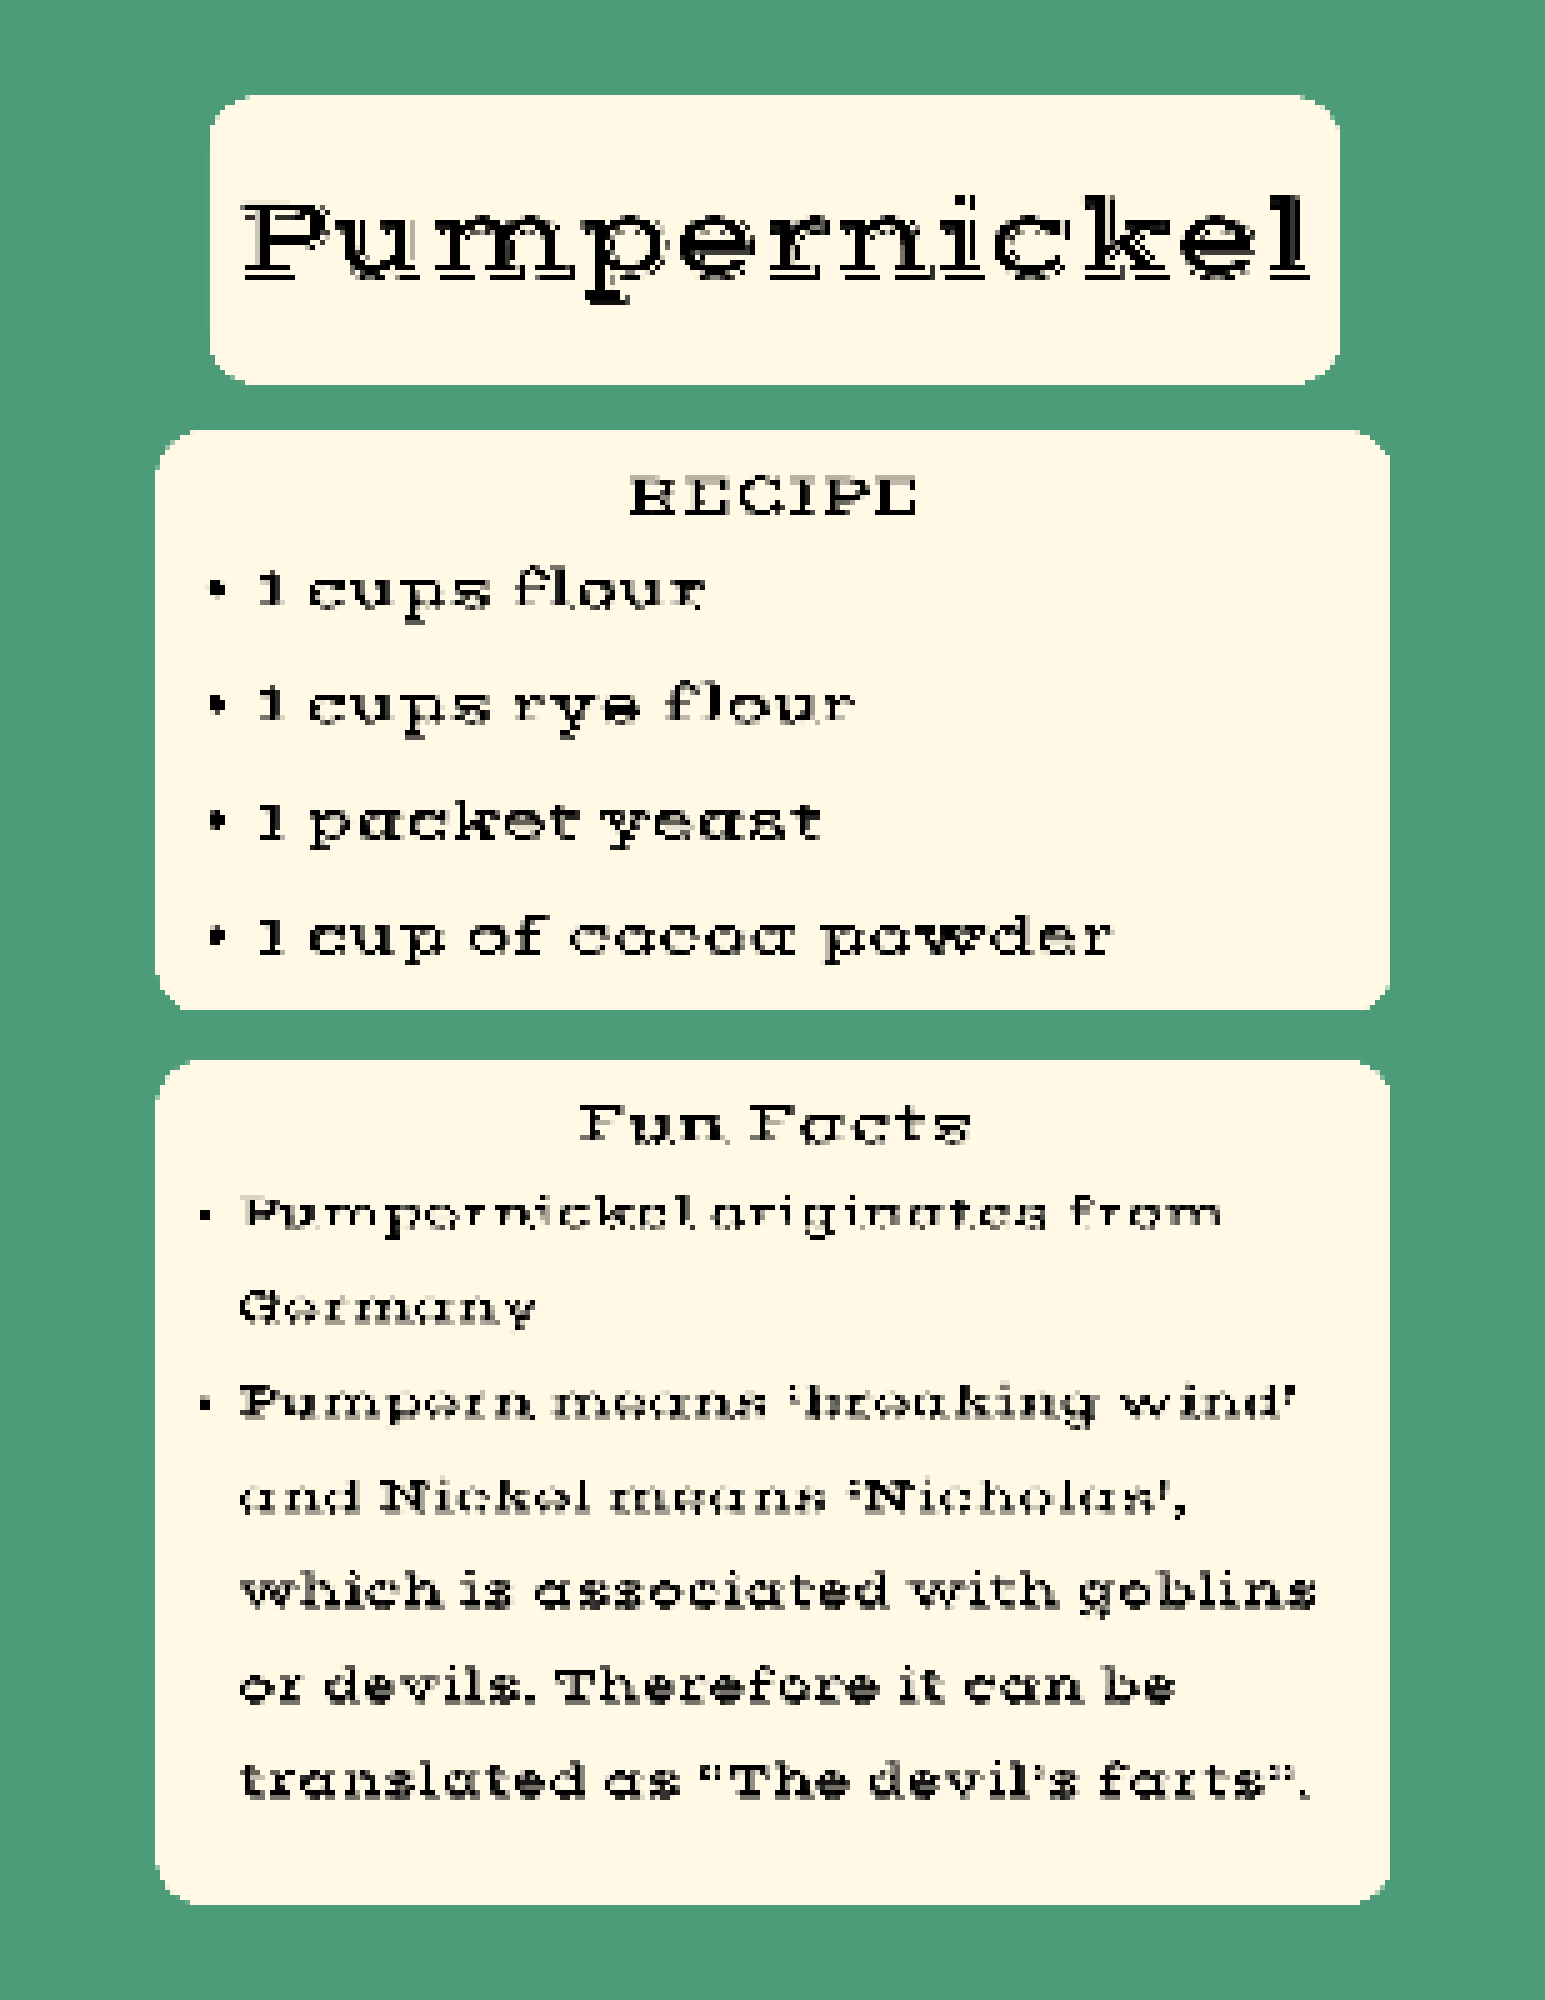 Pumpernickel
RECIPE
• 1 cups flour
• 1 cups rye flour
• 1 packet yeast
• 1 cup of cocoa powder
Fun Facts
• Pumpernickel originates from
Germany
• Pumpern means ‘breaking wind’
and Nickel means ‘Nicholas’,
which is associated with goblins
or devils. Therefore it can be
translated as “The devil’s farts”.